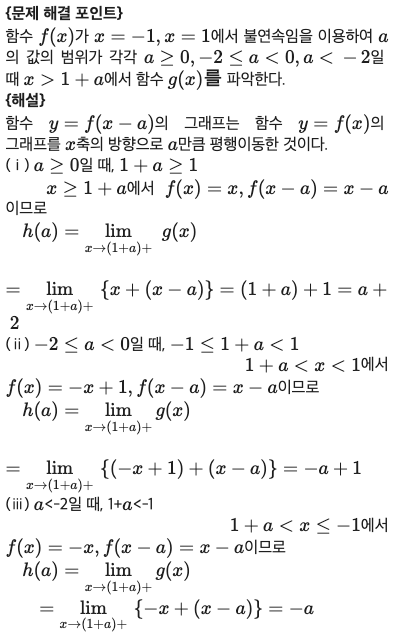 {문제 해결 포인트}
함수 f(x)가 x = −1, x = 1에서 불연속임을 이용하여 a
의 값의 범위가 각각 a ≥ 0, −2 ≤ a < 0, a < −2일
때 x > 1 + a에서 함수 g(x)를 파악한다.
{해설}
함수 y = f(x − a)의 그래프는 함수 y = f(x)의
그래프를 x축의 방향으로 a만큼 평행이동한 것이다.
(ⅰ) a ≥ 0일 때, 1 + a ≥ 1
x ≥ 1 + a에서 f(x) = x, f(x − a) = x − a
이므로
h(a) = lim_{x→(1+a)+} g(x)
= lim_{x→(1+a)+} {x + (x − a)} = (1 + a) + 1 = a +
2
(ⅱ) −2 ≤ a < 0일 때, −1 ≤ 1 + a < 1
1 + a < x < 1에서
f(x) = −x + 1, f(x − a) = x − a이므로
h(a) = lim_{x→(1+a)+} g(x)
= lim_{x→(1+a)+} {(−x + 1) + (x − a)} = −a + 1
(ⅲ) a<-2일 때, 1+a<-1
1 + a < x ≤ −1에서
f(x) = −x, f(x − a) = x − a이므로
h(a) = lim_{x→(1+a)+} g(x)
= lim_{x→(1+a)+} {−x + (x − a)} = −a